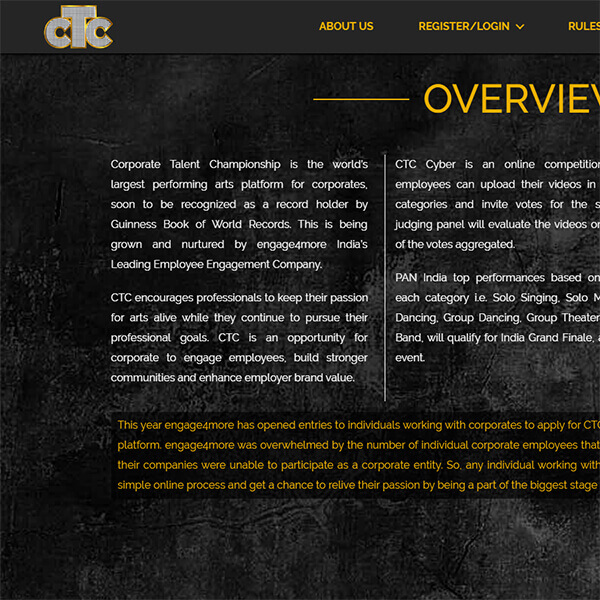 CTC
ABOUT US
REGISTER/LOGIN
RULES
OVERVIEW
Corporate Talent Championship is the world's
largest performing arts platform for corporates,
soon to be recognized as a record holder by
Guinness Book of World Records. This is being
grown and nurtured by engage4more India's
Leading Employee Engagement Company.
CTC encourages professionals to keep their passion
for arts alive while they continue to pursue their
professional goals. CTC is an opportunity for
corporate to engage employees, build stronger
communities and enhance employer brand value.
CTC Cyber is an online competition
employees can upload their videos in
categories and invite votes for the
judging panel will evaluate the videos
of the votes aggregated.
PAN India top performances based on
each category i.e. Solo Singing, Solo
Dancing, Group Dancing, Group Theater
Band, will qualify for India Grand Finale,
event.
This year engage4more has opened entries to individuals working with corporates to apply for CTC
platform. engage4more was overwhelmed by the number of individual corporate employees that
their companies were unable to participate as a corporate entity. So, any individual working with
simple online process and get a chance to relive their passion by being a part of the biggest stage